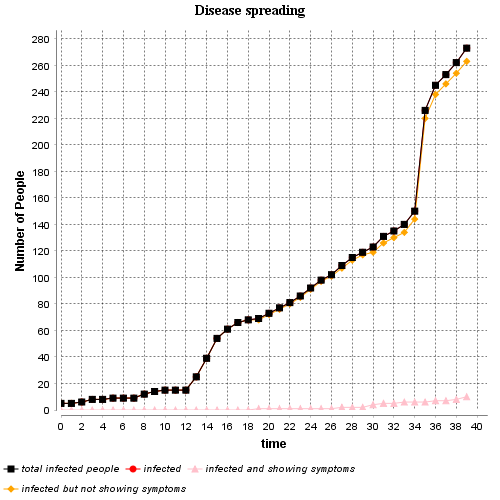 Disease spreading
Number of People
280
260
240
220
200
180
160
140
120
100
80
60
40
20
0
0 2 4 6 8 10 12 14 16 18 20 22 24 26 28 30 32 34 36 38 40
time
total infected people infected infected and showing symptoms
infected but not showing symptoms